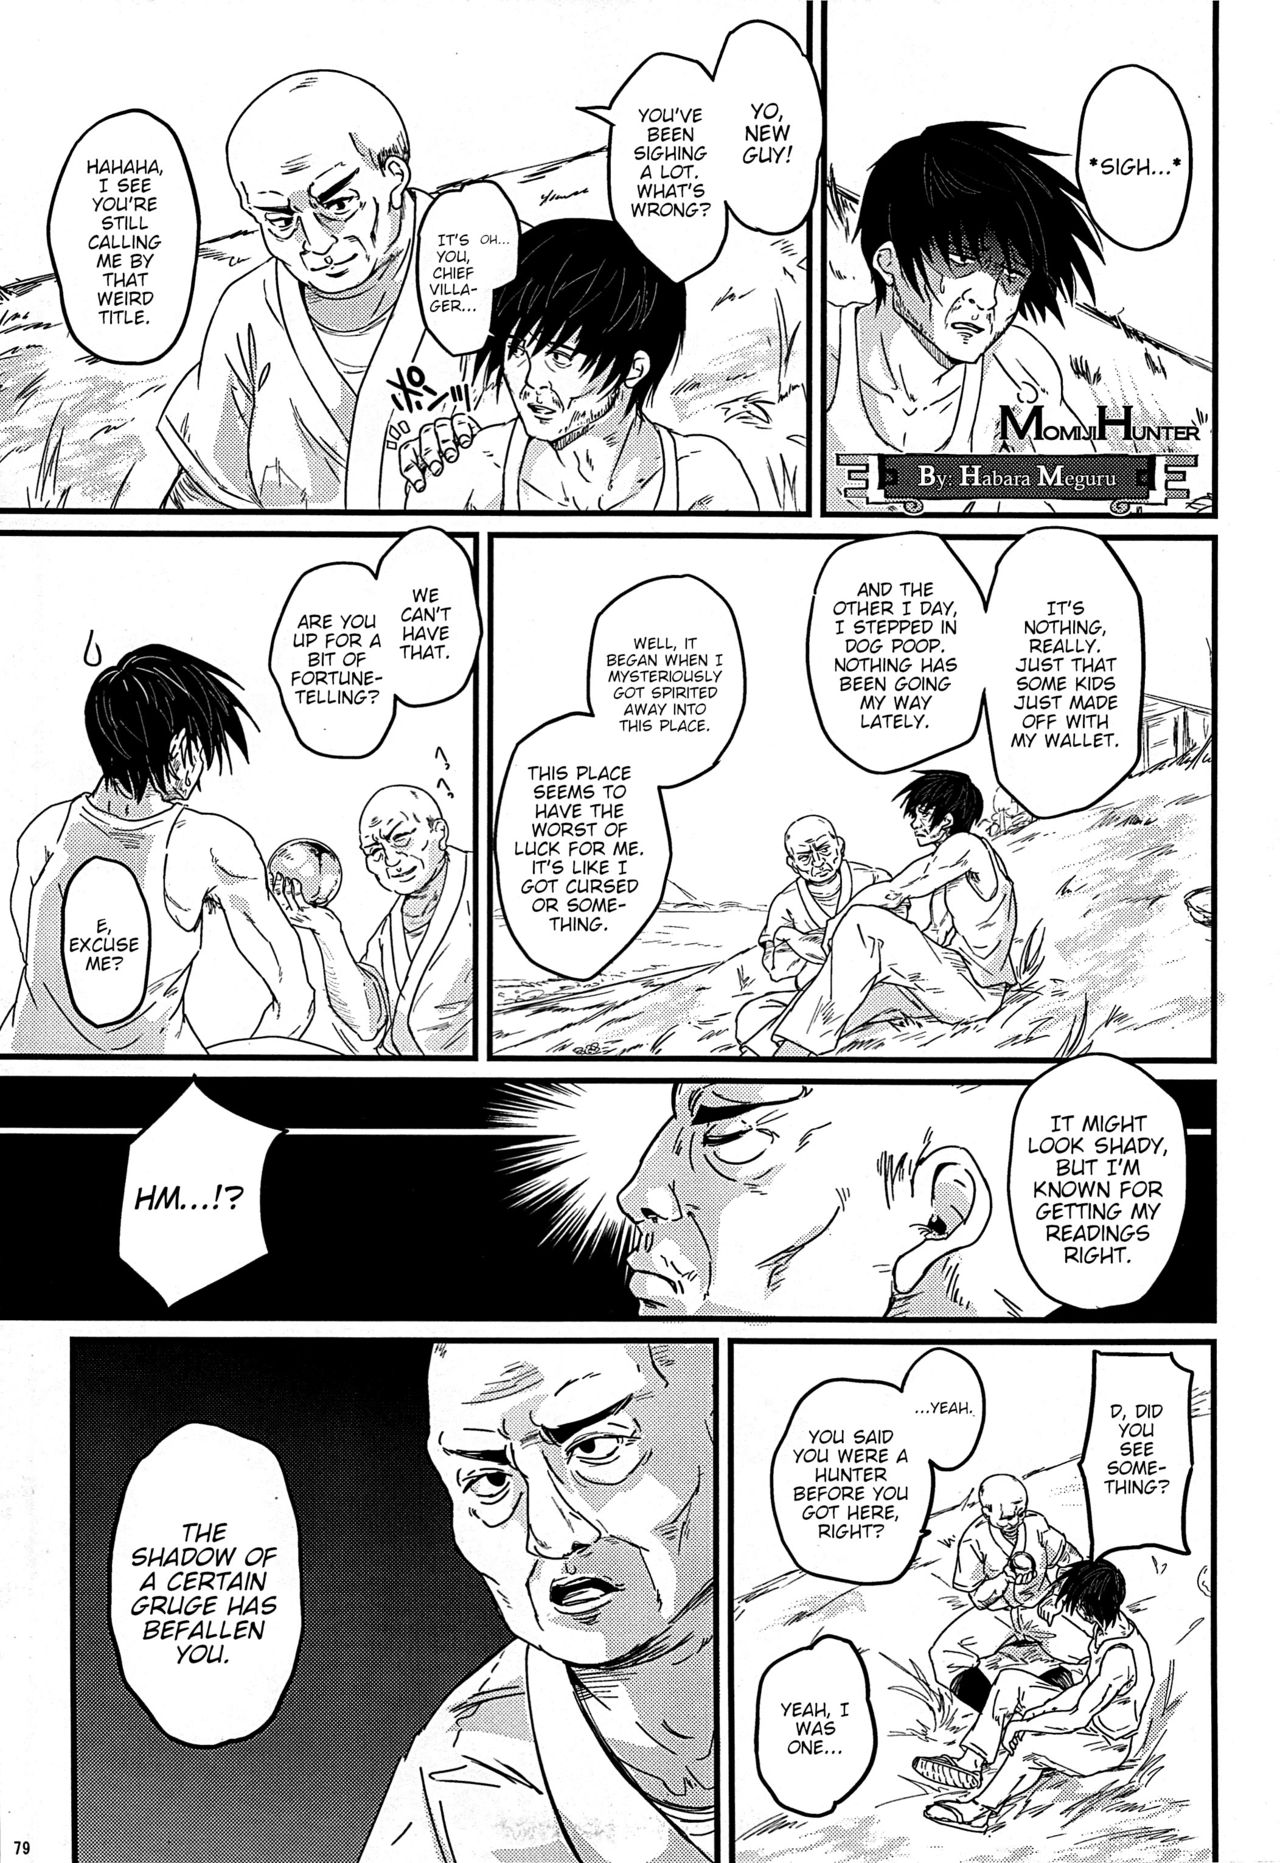 *SIGH...*
MOMIJI HUNTER
By: Habara Meguru
YO,
NEW
GUY!
YOU'VE
BEEN
SIGHING
A LOT.
WHAT'S
WRONG?
OH...
IT'S
YOU,
CHIEF
VILLA-
GER...
HAHAHA,
I SEE
YOU'RE
STILL
CALLING
ME BY
THAT
WEIRD
TITLE.
IT'S
NOTHING,
REALLY.
JUST THAT
SOME KIDS
JUST MADE
OFF WITH
MY WALLET.
AND THE
OTHER I DAY,
I STEPPED IN
DOG POOP.
NOTHING HAS
BEEN GOING
MY WAY
LATELY.
WELL, IT
BEGAN WHEN I
MYSTERIOUSLY
GOT SPIRITED
AWAY INTO
THIS PLACE.
THIS PLACE
SEEMS TO
HAVE THE
WORST OF
LUCK FOR ME.
IT'S LIKE I
GOT CURSED
OR SOME-
THING.
WE
CAN'T
HAVE
THAT.
ARE YOU
UP FOR A
BIT OF
FORTUNE-
TELLING?
E,
EXCUSE
ME?
IT MIGHT
LOOK SHADY,
BUT I'M
KNOWN FOR
GETTING MY
READINGS
RIGHT.
HM...!?
D, DID
YOU
SEE
SOME-
THING?
...YEAH.
YOU SAID
YOU WERE A
HUNTER
BEFORE YOU
GOT HERE,
RIGHT?
YEAH, I
WAS
ONE...
THE
SHADOW OF
A CERTAIN
GRUGE HAS
BEFALLEN
YOU.
79